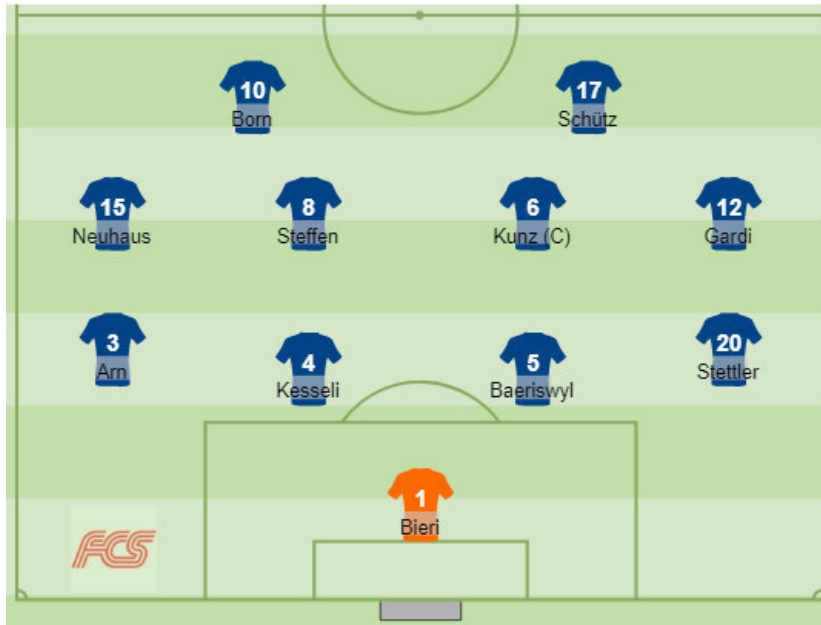 10
Born
17
Schütz
15
Neuhaus
8
Steffen
6
Kunz (C)
12
Gardi
3
Arn
4
Kesseli
5
Baeriswyl
20
Stettler
1
Bieri
FCS